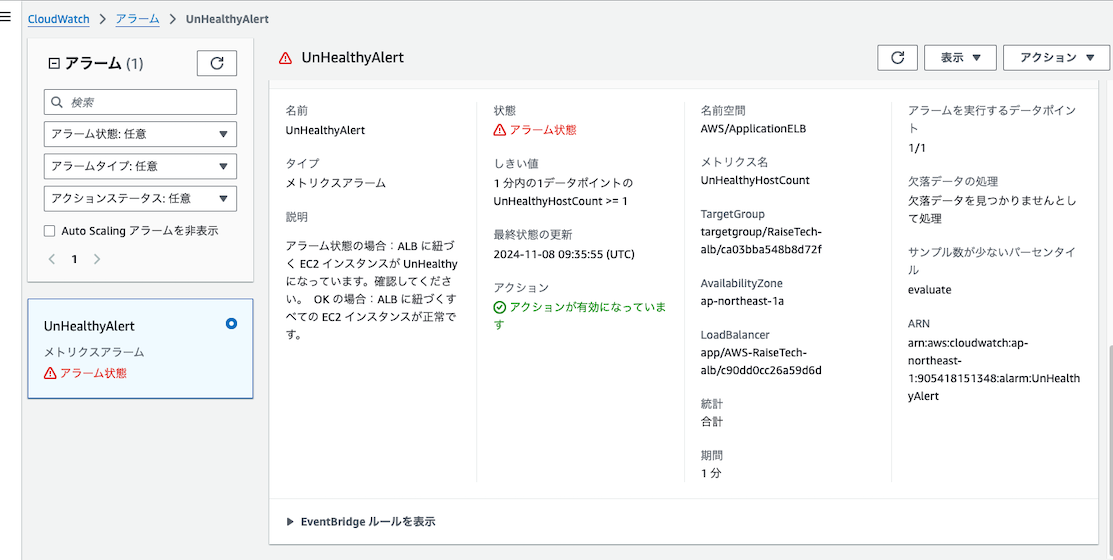 CloudWatch > アラーム > UnHealthyAlert
アラーム (1)
検索
アラーム状態: 任意
アラームタイプ: 任意
アクションステータス: 任意
Auto Scaling アラームを非表示
1
UnHealthyAlert
メトリクスアラーム
アラーム状態
UnHealthyAlert
表示
アクション
名前
UnHealthyAlert
タイプ
メトリクスアラーム
説明
アラーム状態の場合：ALB に紐づ
く EC2 インスタンスが UnHealthy
になっています。確認してくださ
い。 OK の場合：ALB に紐づくす
べての EC2 インスタンスが正常で
す。
状態
アラーム状態
しきい値
1 分内の1データポイントの
UnHealthyHostCount >= 1
最終状態の更新
2024-11-08 09:35:55 (UTC)
アクション
アクションが有効になっていま
す
名前空間
AWS/ApplicationELB
メトリクス名
UnHealthyHostCount
TargetGroup
targetgroup/RaiseTech-
alb/ca03bba548b8d72f
AvailabilityZone
ap-northeast-1a
LoadBalancer
app/AWS-RaiseTech-
alb/c90dd0cc26a59d6d
統計
合計
期間
1 分
アラームを実行するデータポイン
ト
1/1
欠落データの処理
欠落データを見つかりませんとし
て処理
サンプル数が少ないパーセンタイ
ル
evaluate
ARN
arn:aws:cloudwatch:ap-
northeast-
1:905418151348:alarm:UnHealth
yAlert
EventBridge ルールを表示